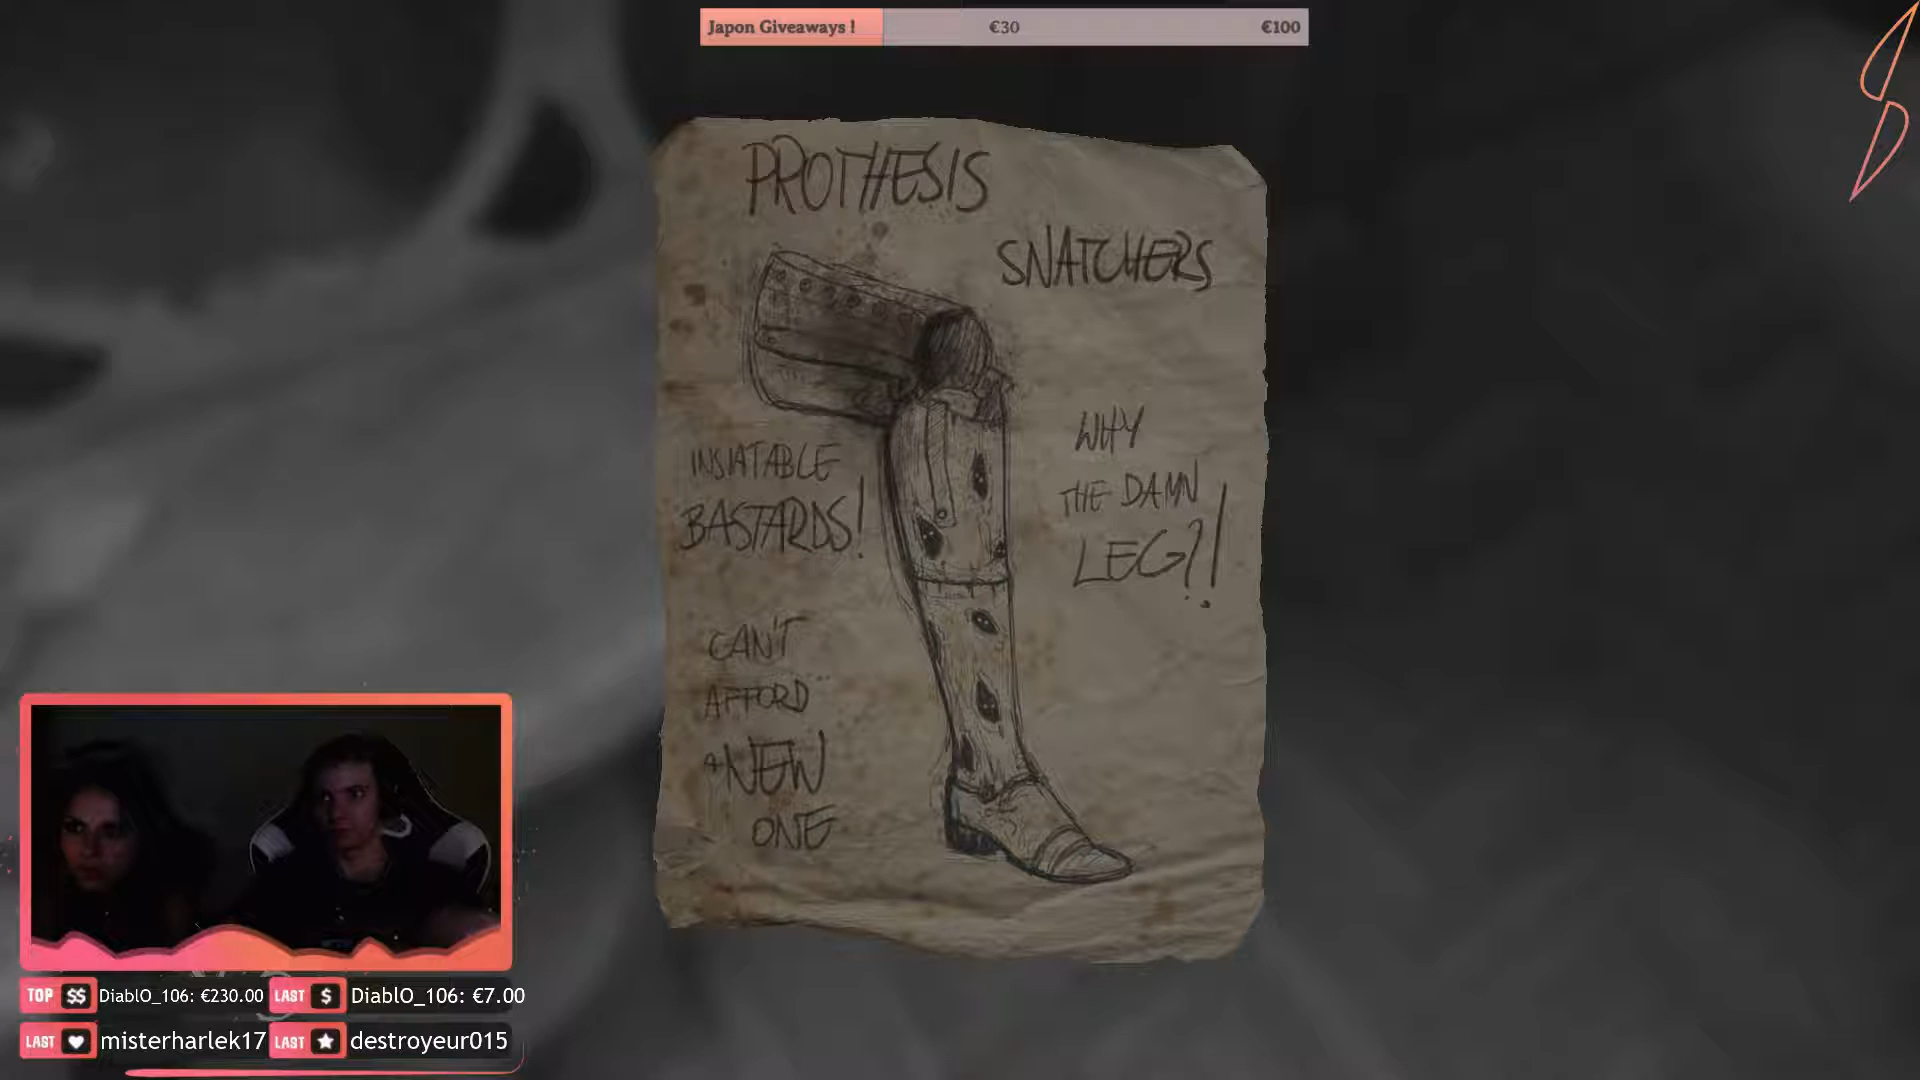 Japon Giveaways ! €30 €100
PROTHESIS
SNATCHERS
INSIATABLE
BASTARDS!
WHY
THE DAMN
LEG?!
CAN'T
AFFORD
A NEW
ONE
TOP $$ DiablO_106: €230.00 LAST $ DiablO_106: €7.00
LAST misterharlek17 LAST destroyeur015